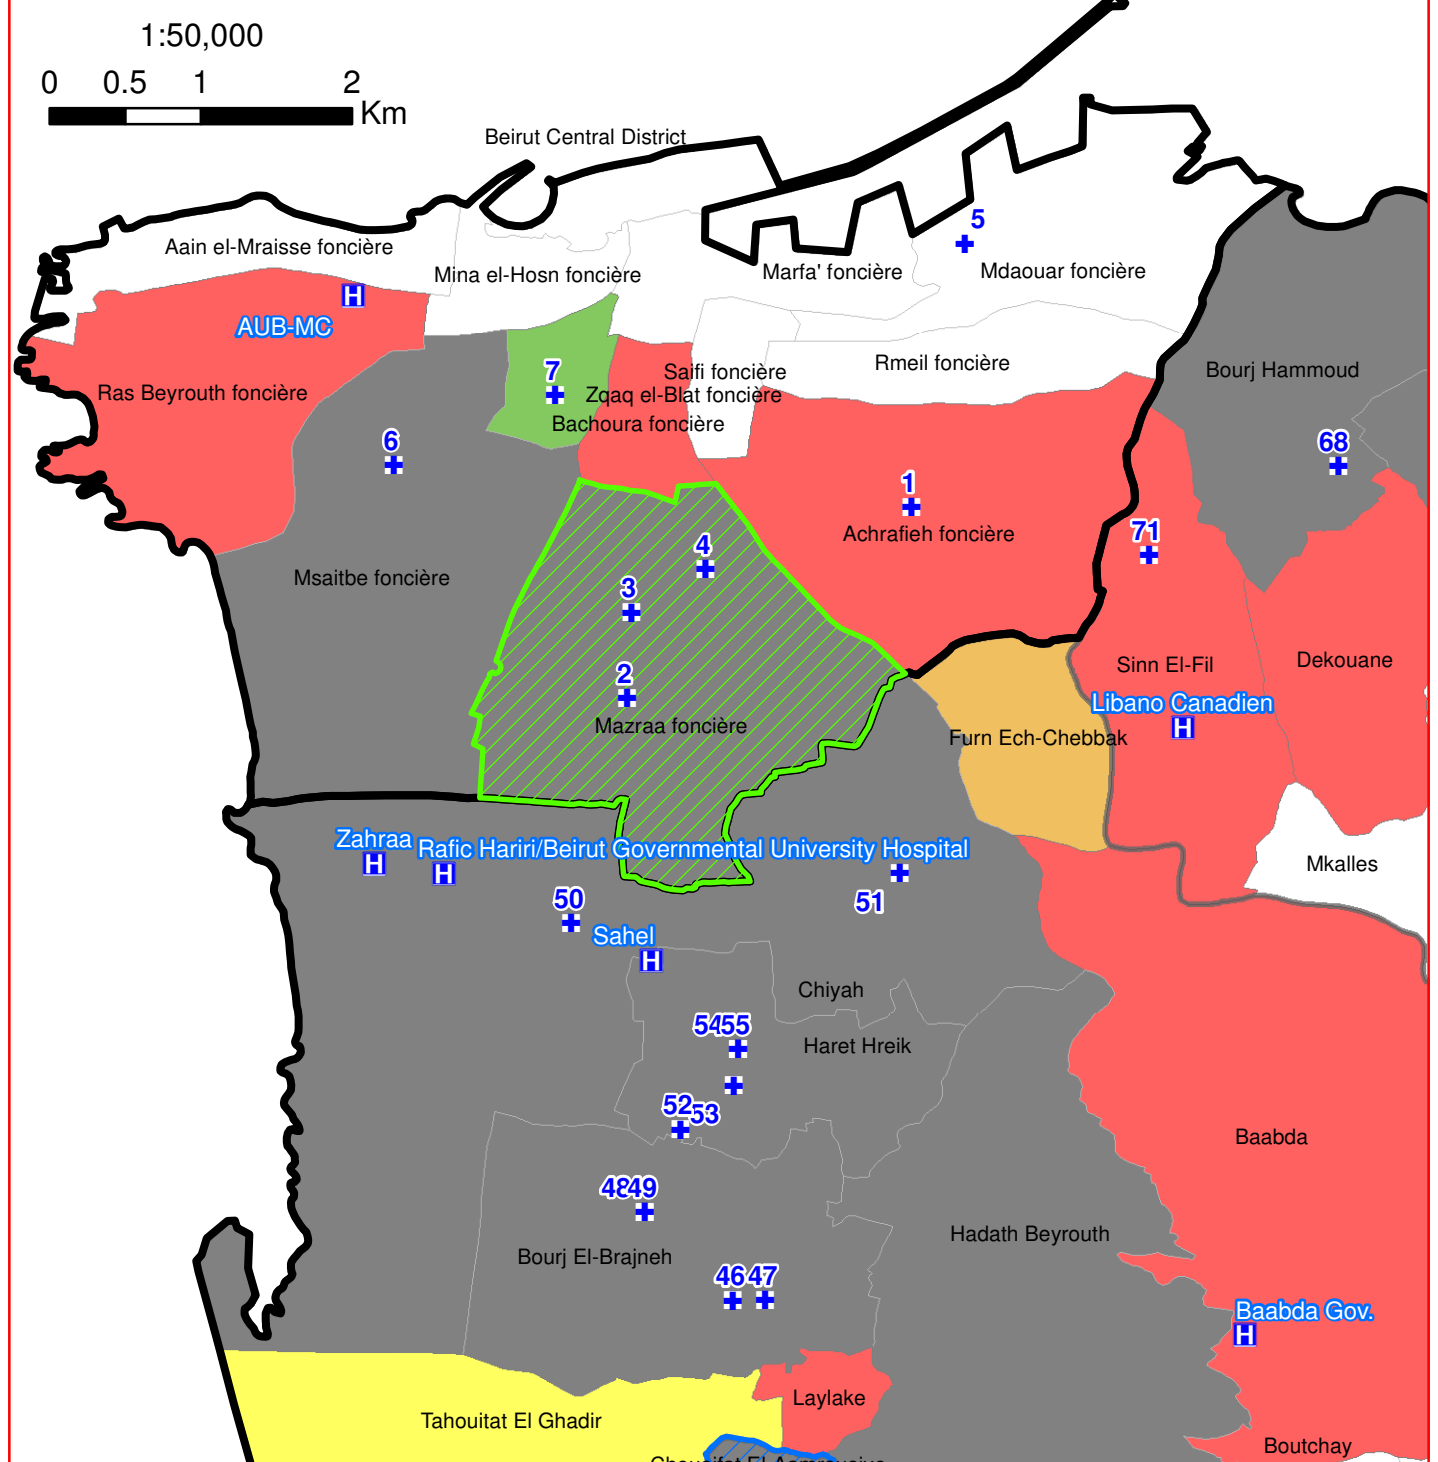 1:50,000
0 0.5 1 2
Km
Beirut Central District
5
Aain el-Mraisse foncière
Mina el-Hosn foncière
Marfa' foncière
Mdaouar foncière
H
AUB-MC
Rmeil foncière
Bourj Hammoud
7
Saifi foncière
Ras Beyrouth foncière
Zqaq el-Blat foncière
Bachoura foncière
6
68
1
Achrafieh foncière
71
4
Msaitbe foncière
3
Sinn El-Fil
Dekouane
2
Libano Canadien
H
Mazraa foncière
Furn Ech-Chebbak
Zahraa
H
Rafic Hariri/Beirut Governmental University Hospital
H
Mkalles
50
51
Sahel
H
Chiyah
5455
Haret Hreik
52
53
Baabda
4849
Hadath Beyrouth
Bourj El-Brajneh
46 47
Baabda Gov.
H
Laylake
Tahouitat El Ghadir
Boutchay